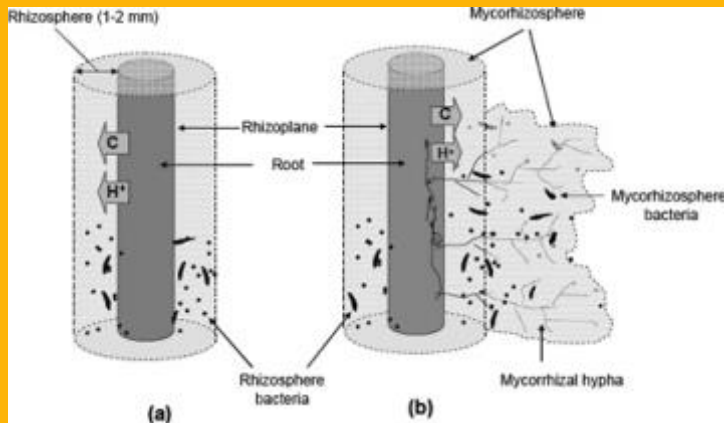 Rhizosphere (1-2 mm)
Mycorhizosphere
C
H+
Rhizoplane
Root
C
H+
Mycorhizosphere
bacteria
Rhizosphere
bacteria
Mycorrhizal hypha
(a)
(b)